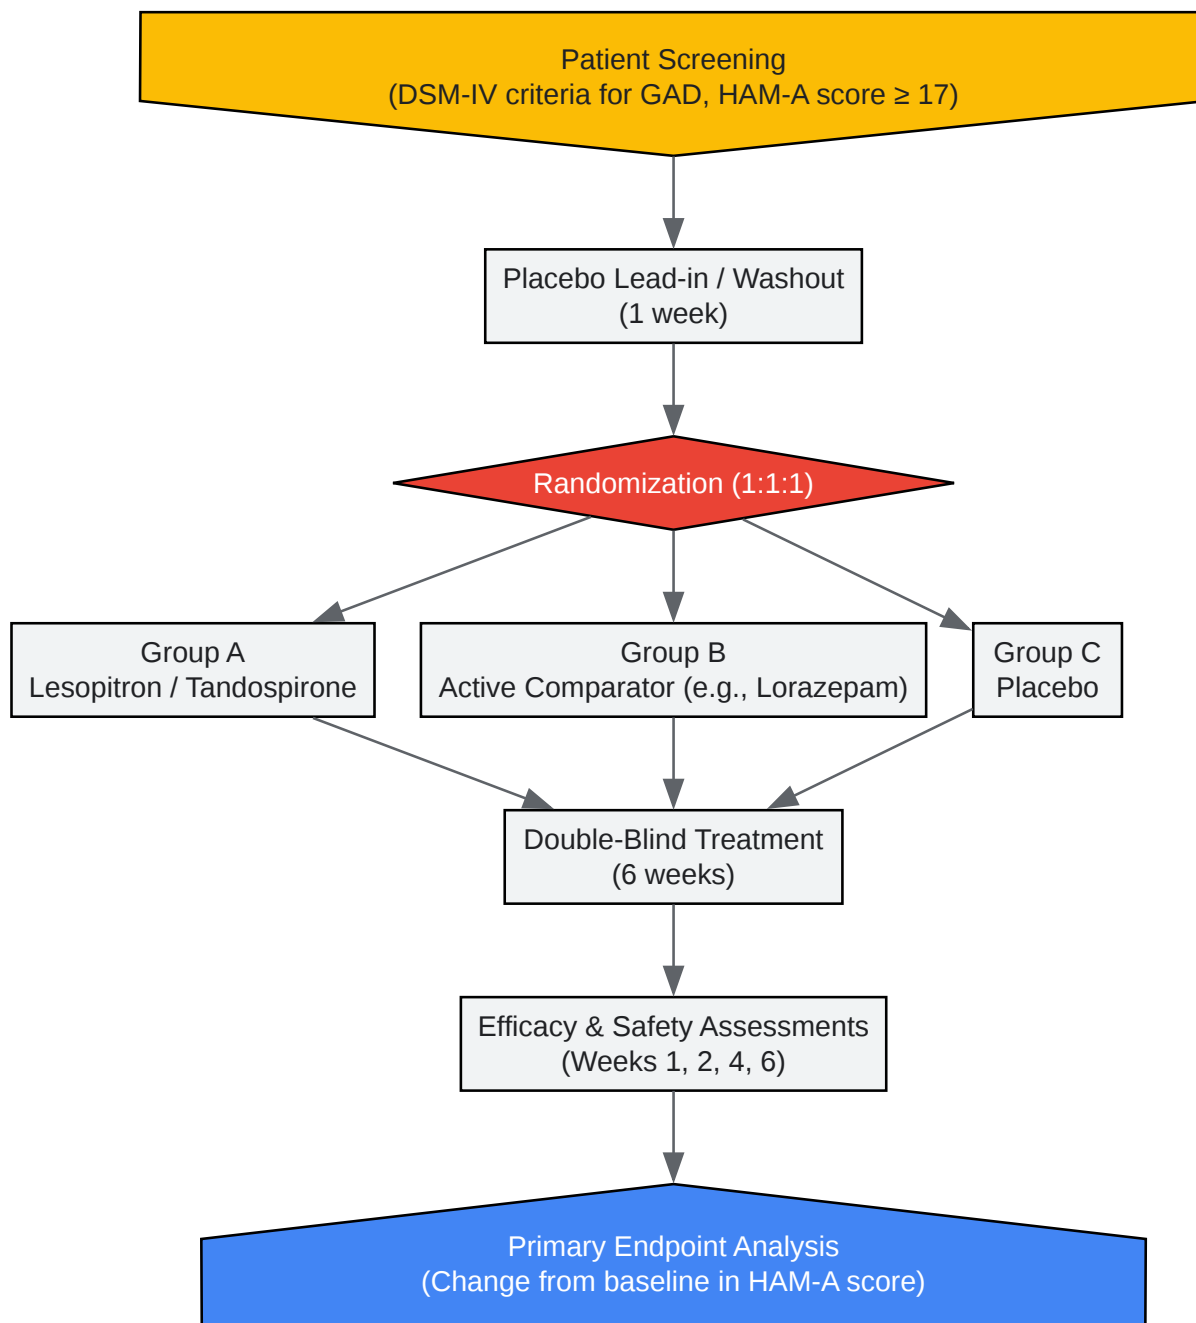 Patient Screening
(DSM-IV criteria for GAD, HAM-A score ≥ 17)
Placebo Lead-in / Washout
(1 week)
Randomization (1:1:1)
Group A
Lesopitron / Tandospirone
Group B
Active Comparator (e.g., Lorazepam)
Group C
Placebo
Double-Blind Treatment
(6 weeks)
Efficacy & Safety Assessments
(Weeks 1, 2, 4, 6)
Primary Endpoint Analysis
(Change from baseline in HAM-A score)